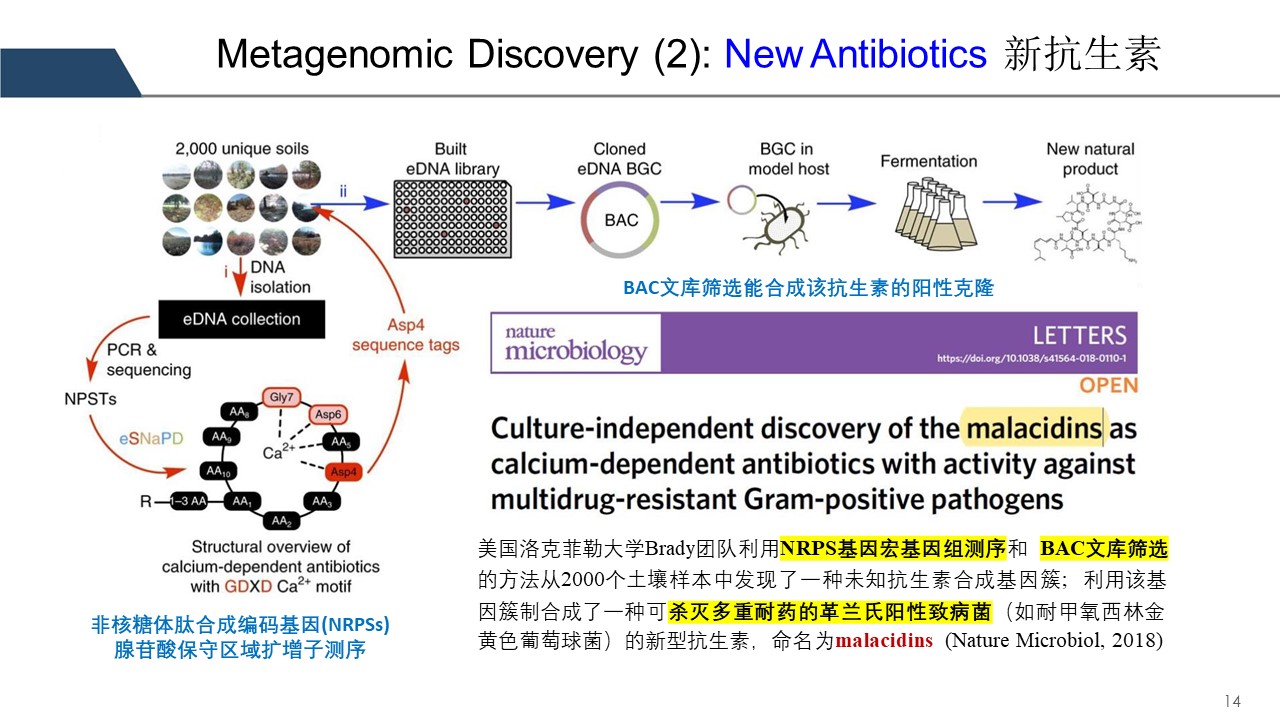 Metagenomic Discovery (2): New Antibiotics 新抗生素
2,000 unique soils
Built
eDNA library
Cloned
eDNA BGC
BGC in
model host
Fermentation
New natural
product
ii
BAC
i
DNA
isolation
eDNA collection
PCR &
sequencing
NPSTs
eSNaPD
Asp4
sequence tags
Gly7
Asp6
AA5
Asp4
AA3
AA2
AA1
AA10
AA9
AA8
Ca2+
R
1–3 AA
Structural overview of
calcium-dependent antibiotics
with GDXD Ca2+ motif
非核糖体肽合成编码基因(NRPSs)
腺苷酸保守区域扩增子测序
BAC文库筛选能合成该抗生素的阳性克隆
nature
microbiology
LETTERS
https://doi.org/10.1038/s41564-018-0110-1
OPEN
Culture-independent discovery of the malacidins as
calcium-dependent antibiotics with activity against
multidrug-resistant Gram-positive pathogens
美国洛克菲勒大学Brady团队利用NRPS基因宏基因组测序和 BAC文库筛选
的方法从2000个土壤样本中发现了一种未知抗生素合成基因簇；利用该基
因簇制合成了一种可杀灭多重耐药的革兰氏阳性致病菌（如耐甲氧西林金
黄色葡萄球菌）的新型抗生素，命名为malacidins (Nature Microbiol, 2018)
14